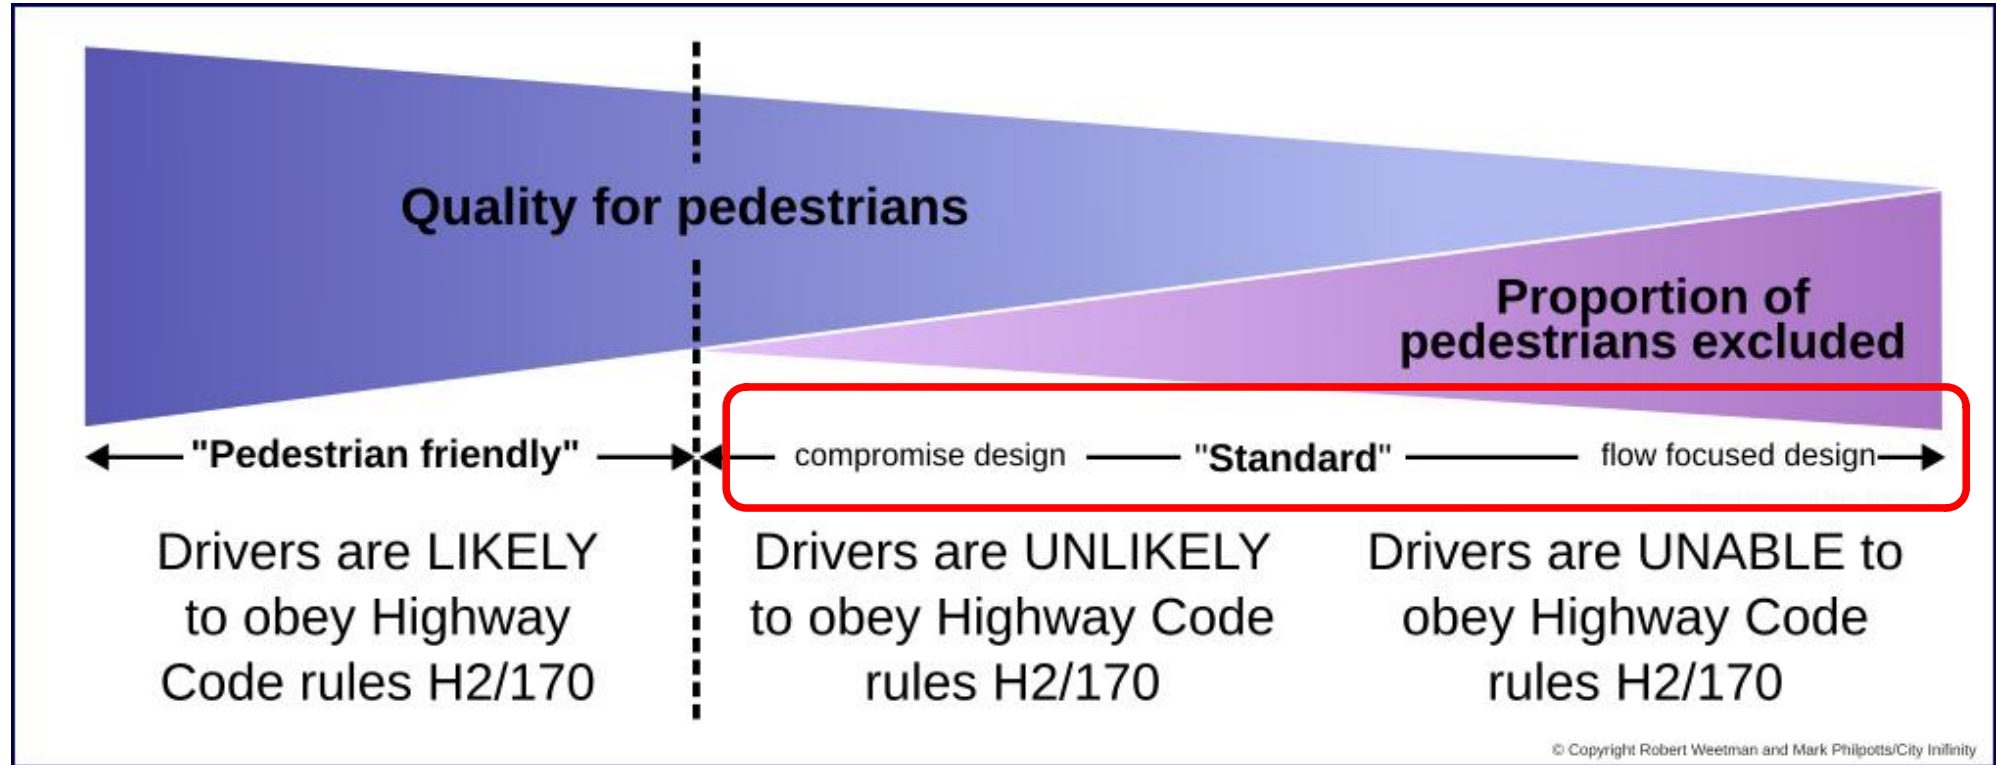 Quality for pedestrians
Proportion of
pedestrians excluded
"Pedestrian friendly"
compromise design
"Standard"
flow focused design
Drivers are LIKELY
to obey Highway
Code rules H2/170
Drivers are UNLIKELY
to obey Highway Code
rules H2/170
Drivers are UNABLE to
obey Highway Code
rules H2/170
© Copyright Robert Weetman and Mark Philpotts/City Inifinity